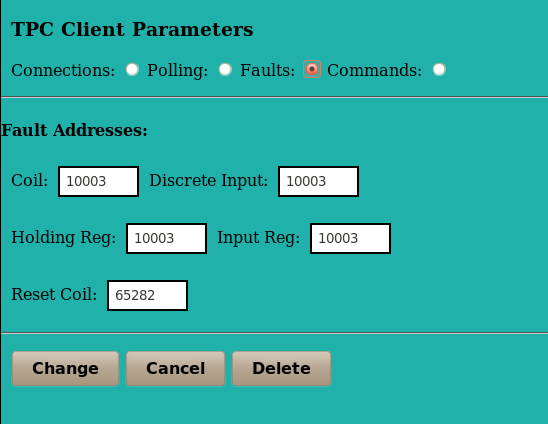 TPC Client Parameters
Connections: Polling: Faults: Commands:
Fault Addresses:
Coil: 10003 Discrete Input: 10003
Holding Reg: 10003 Input Reg: 10003
Reset Coil: 65282
Change Cancel Delete